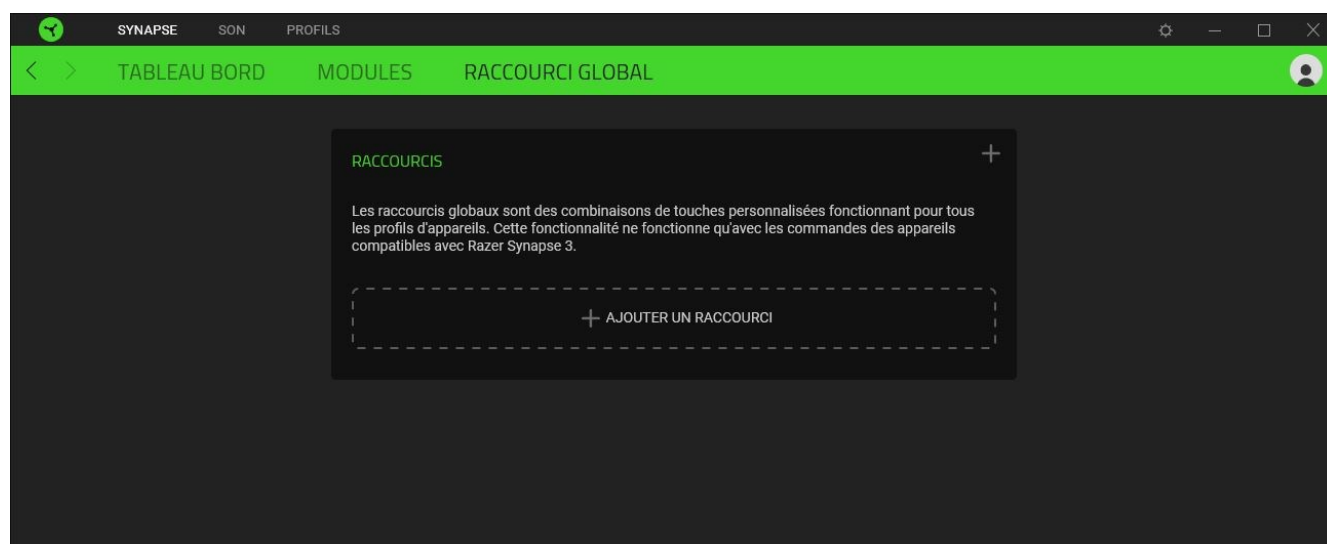 SYNAPSE SON PROFILS
TABLEAU BORD MODULES RACCOURCI GLOBAL
RACCOURCIS
Les raccourcis globaux sont des combinaisons de touches personnalisées fonctionnant pour tous
les profils d'appareils. Cette fonctionnalité ne fonctionne qu'avec les commandes des appareils
compatibles avec Razer Synapse 3.
AJOUTER UN RACCOURCI